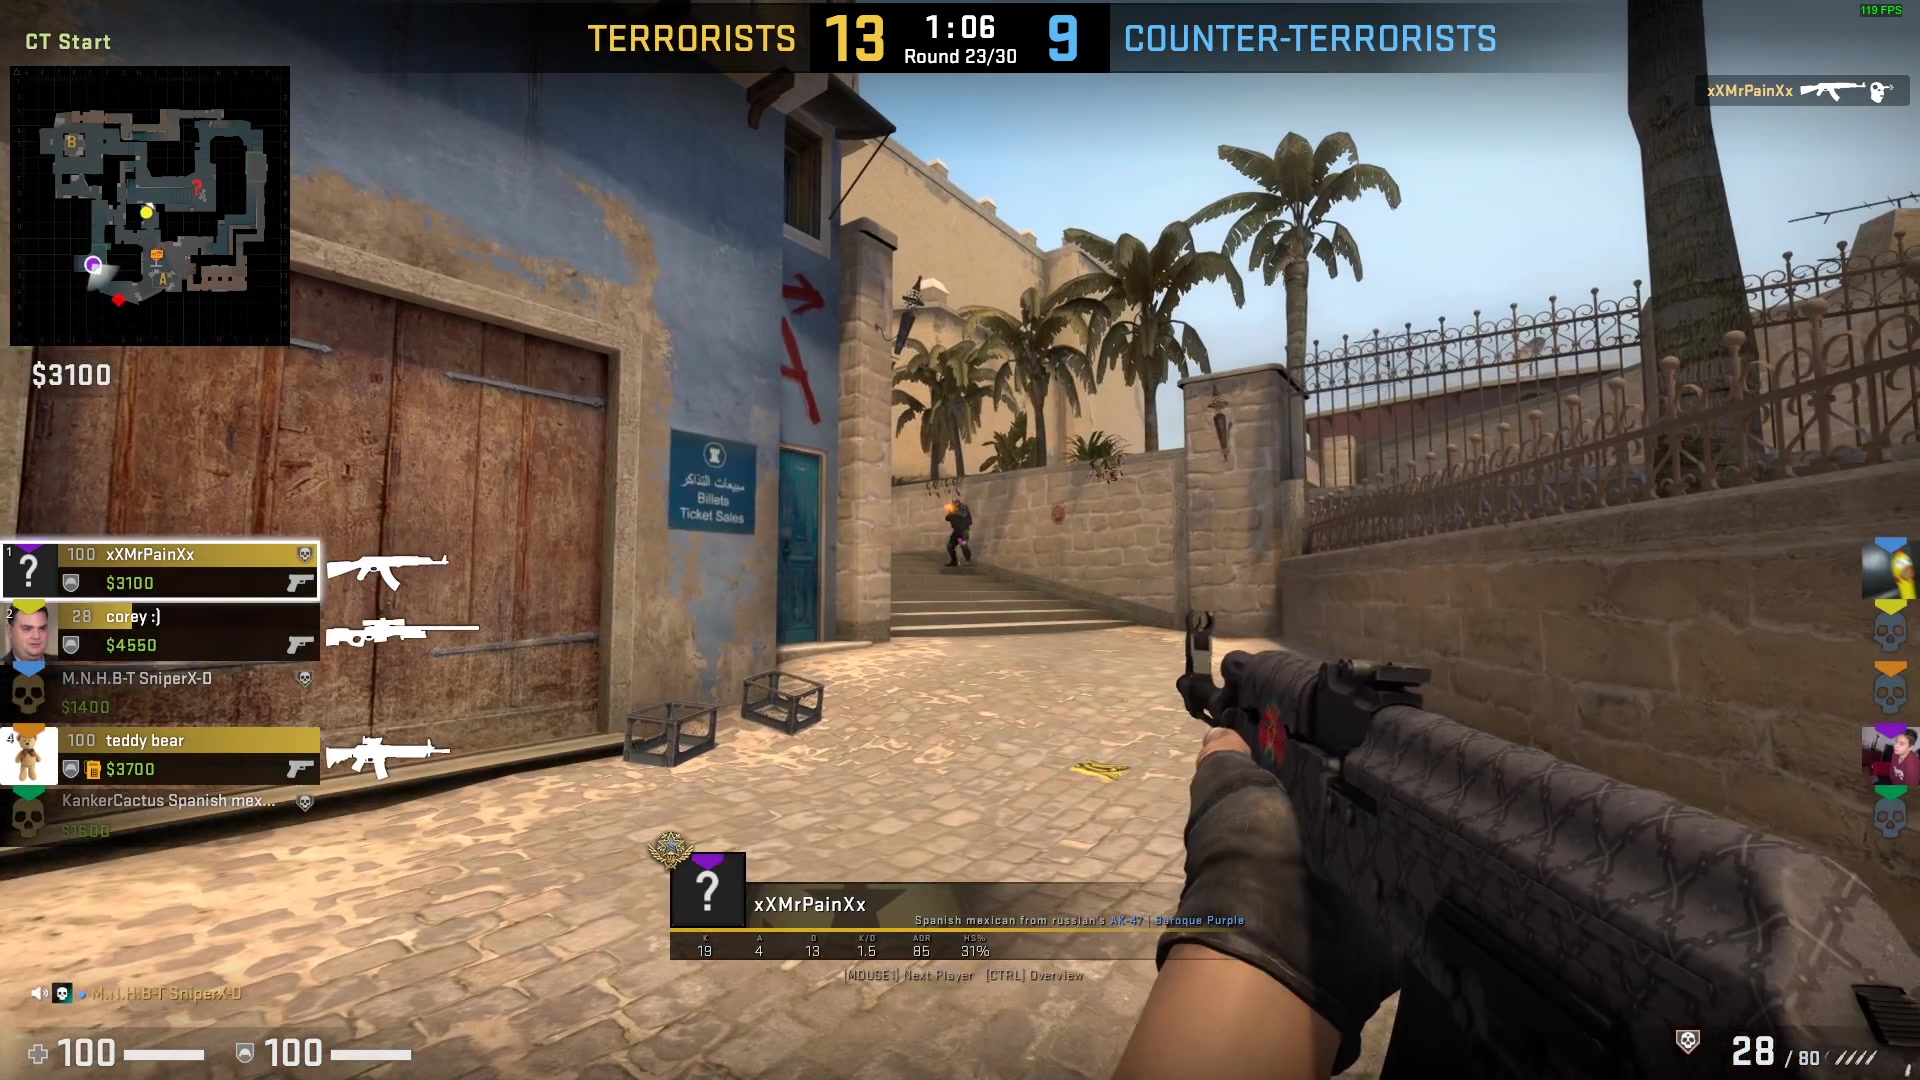 119 FPS
CT Start
TERRORISTS 13 1:06 9 COUNTER-TERRORISTS
Round 23/30
xXMrPainXx
B
?
A
$3100
مبيعات التذاكر
Billets
Ticket Sales
1 ? 100 xXMrPainXx
$3100
2 28 corey :)
$4550
M.N.H.B-T SniperX-D
$1400
4 100 teddy bear
$3700
KankerCactus Spanish mex...
$1600
? xXMrPainXx
Spanish mexican from russian's AK-47 | Baroque Purple
K A D K/D ADR HS%
19 4 13 1.5 85 31%
[MOUSE1] Next Player [CTRL] Overview
M.N.H.B-T SniperX-D
100 100
28 / 80